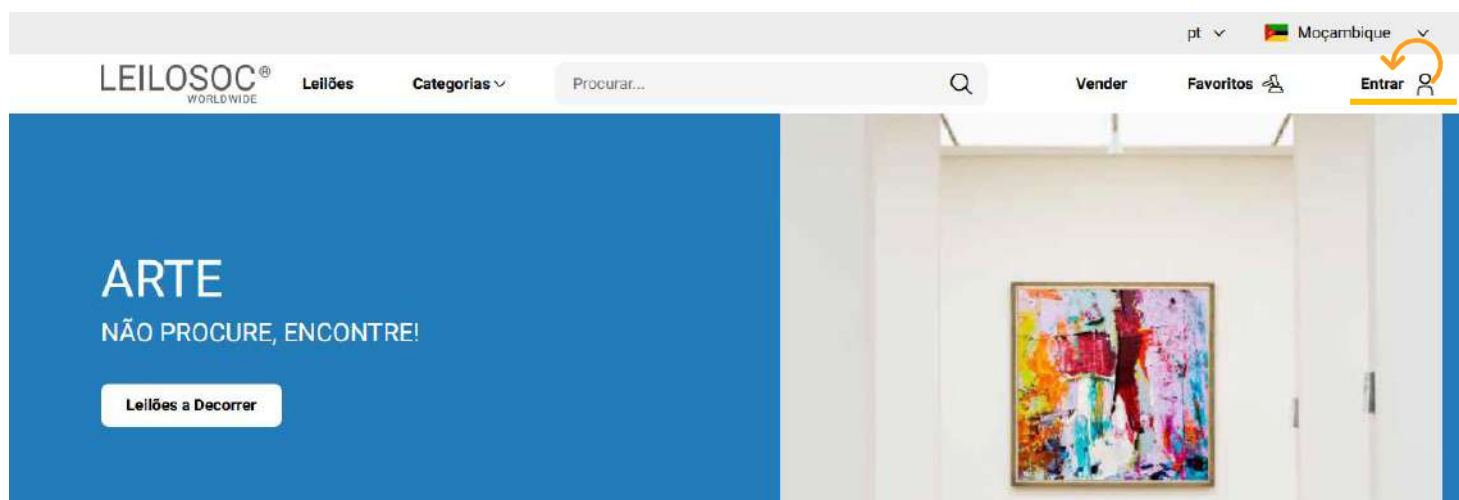 pt Moçambique
LEILOSOC® Leilões Categorias Procurar... Vender Favoritos Entrar
WORLDWIDE
ARTE
NÃO PROCURE, ENCONTRE!
Leilões a Decorrer